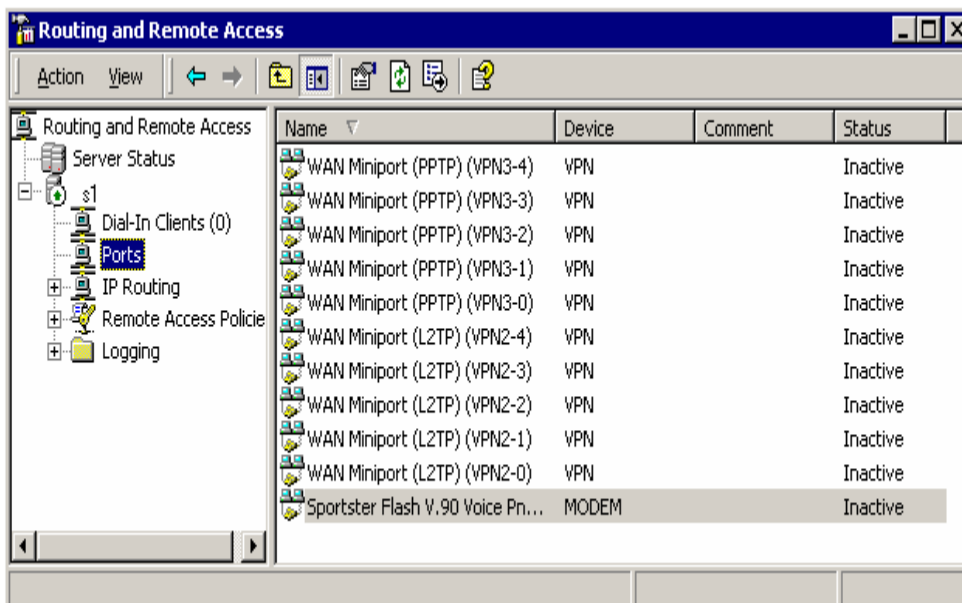 Routing and Remote Access
Action View
Routing and Remote Access
Server Status
s1
Dial-In Clients (0)
Ports
IP Routing
Remote Access Policie
Logging
Name Device Comment Status
WAN Miniport (PPTP) (VPN3-4) VPN Inactive
WAN Miniport (PPTP) (VPN3-3) VPN Inactive
WAN Miniport (PPTP) (VPN3-2) VPN Inactive
WAN Miniport (PPTP) (VPN3-1) VPN Inactive
WAN Miniport (PPTP) (VPN3-0) VPN Inactive
WAN Miniport (L2TP) (VPN2-4) VPN Inactive
WAN Miniport (L2TP) (VPN2-3) VPN Inactive
WAN Miniport (L2TP) (VPN2-2) VPN Inactive
WAN Miniport (L2TP) (VPN2-1) VPN Inactive
WAN Miniport (L2TP) (VPN2-0) VPN Inactive
Sportster Flash V.90 Voice Pn... MODEM Inactive